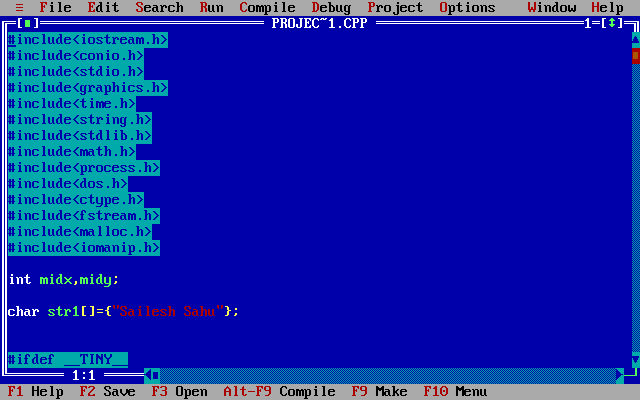 ≡ File Edit Search Run Compile Debug Project Options Window Help
[■] PROJEC~1.CPP 1=[↕]
#include<iostream.h>
#include<conio.h>
#include<stdio.h>
#include<graphics.h>
#include<time.h>
#include<string.h>
#include<stdlib.h>
#include<math.h>
#include<process.h>
#include<dos.h>
#include<ctype.h>
#include<fstream.h>
#include<malloc.h>
#include<iomanip.h>
int midx,midy;
char str1[]={"Sailesh Sahu"};
#ifdef __TINY__
1:1
F1 Help F2 Save F3 Open Alt-F9 Compile F9 Make F10 Menu